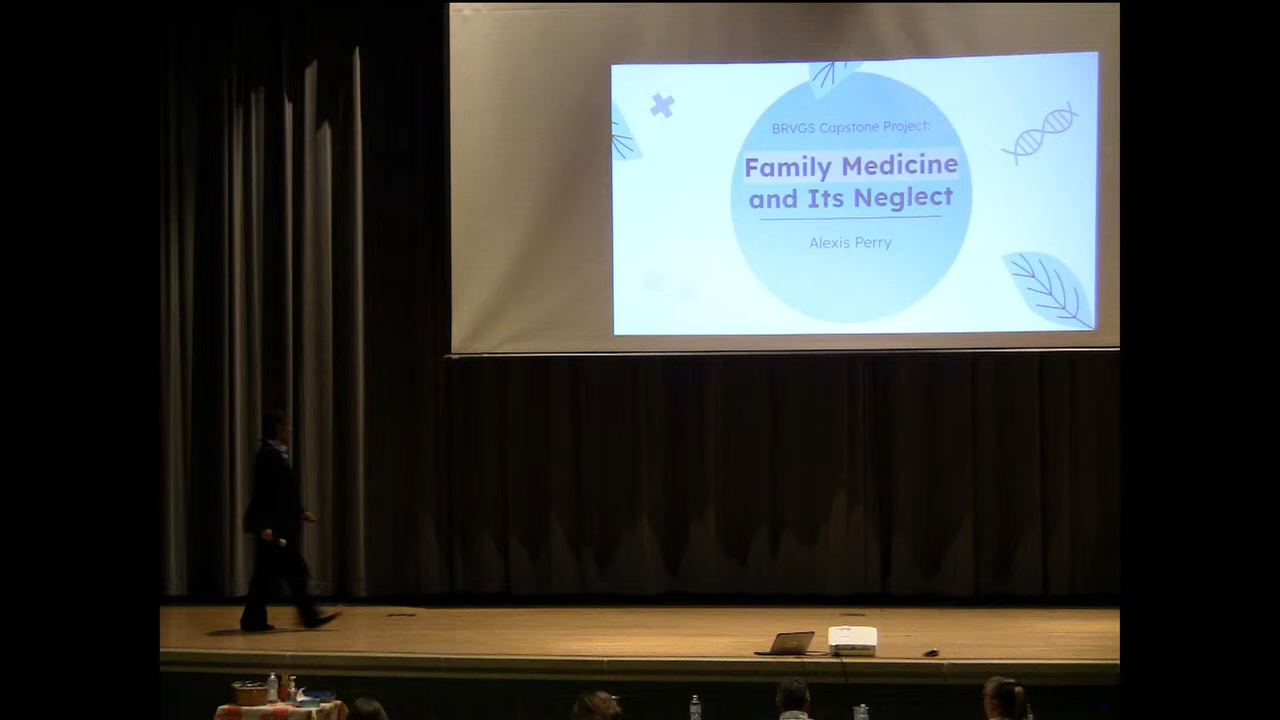 BRVGS Capstone Project:
Family Medicine
and Its Neglect
Alexis Perry